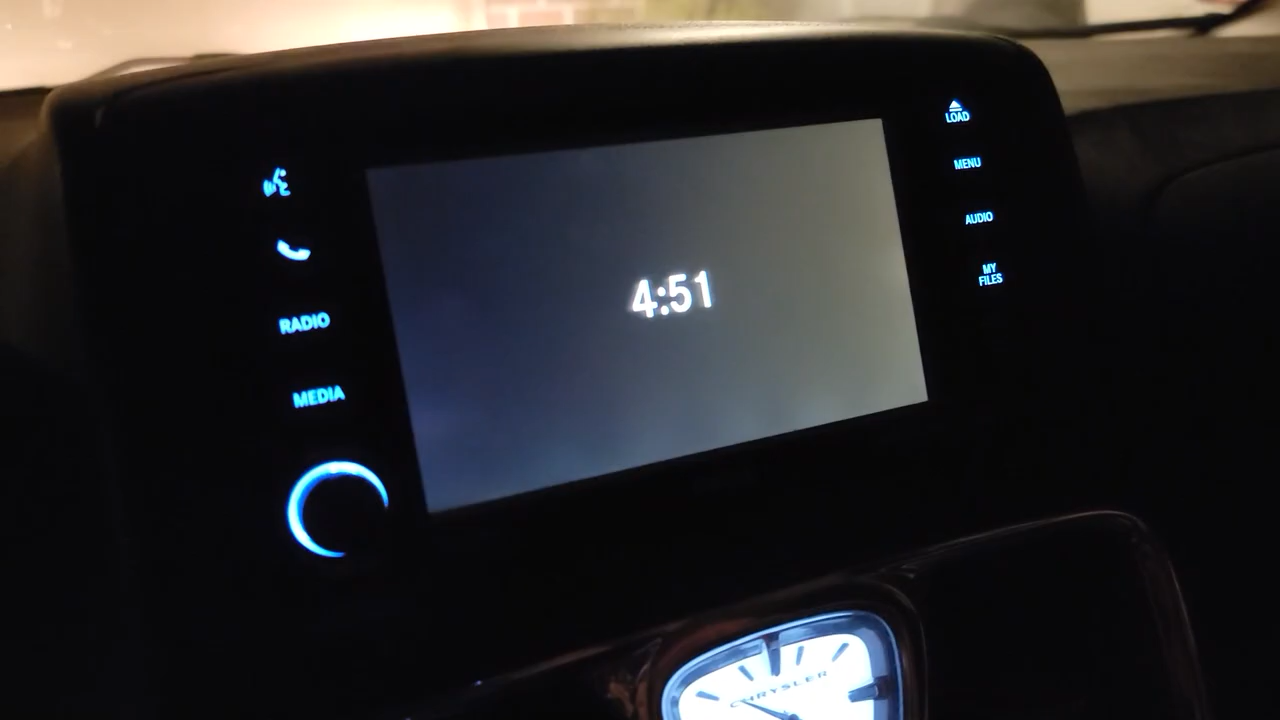 RADIO
MEDIA
4:51
LOAD
MENU
AUDIO
MY
FILES
CHRYSLER